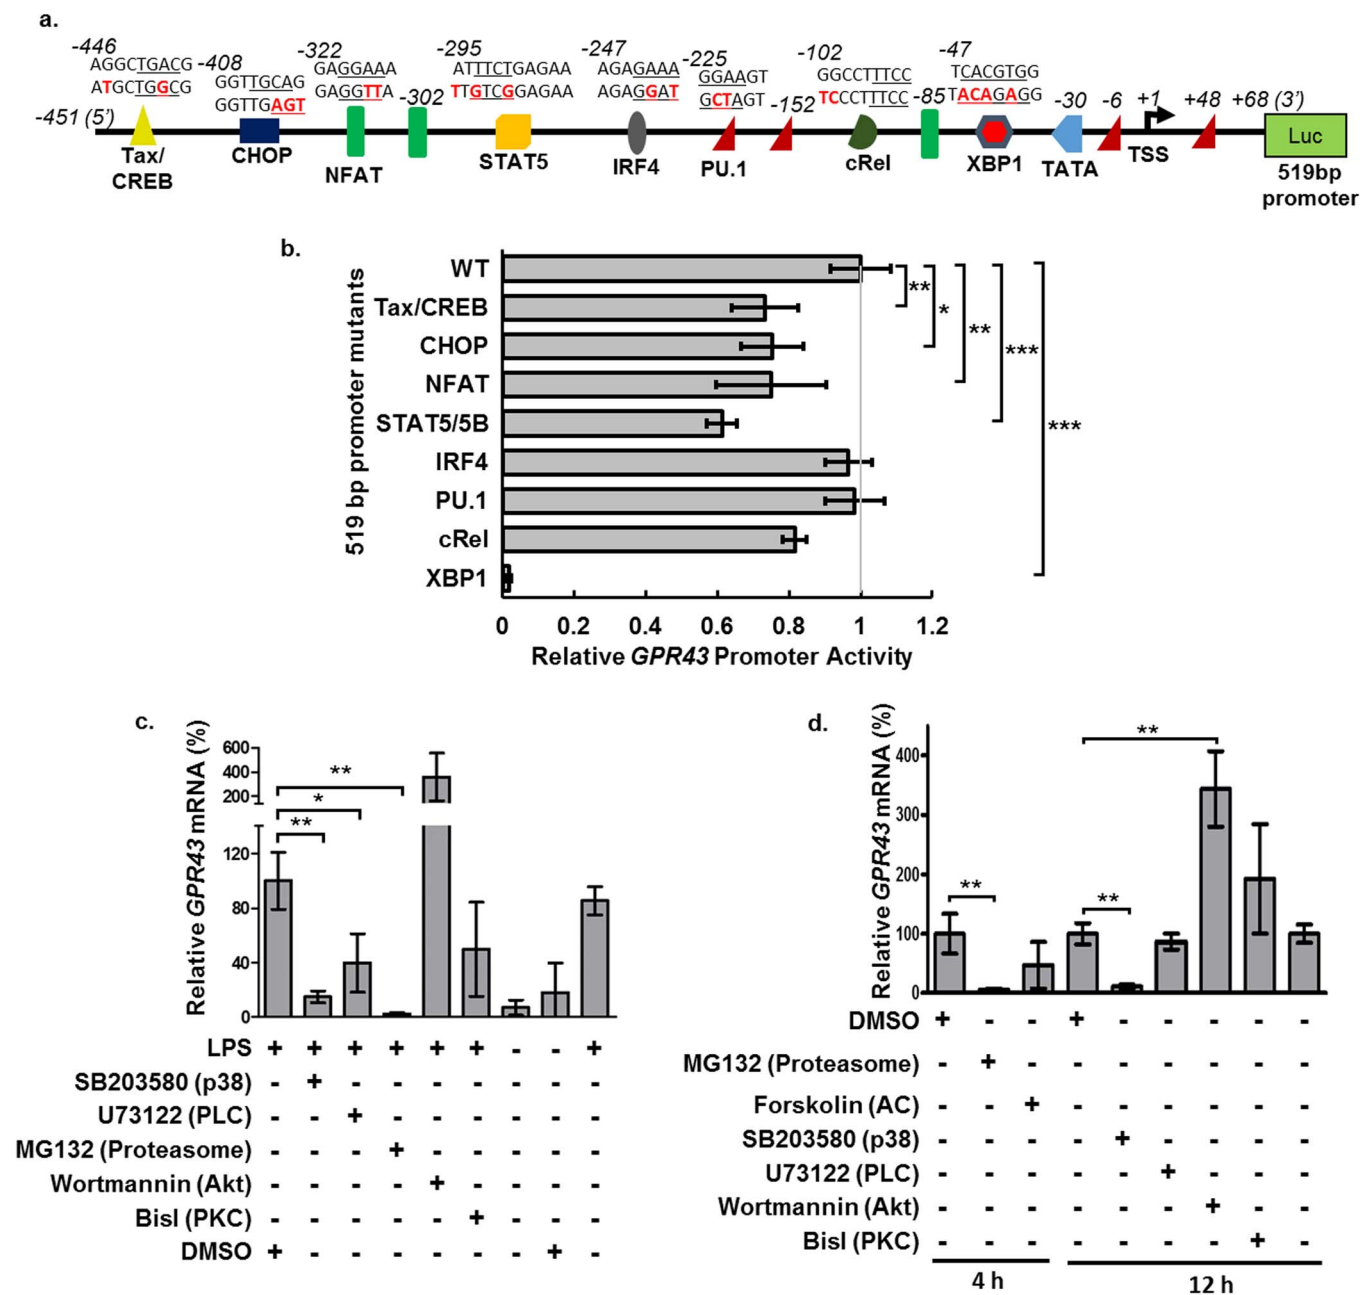 a.
-446 -408 -322 -295 -247 -225 -102 -47
AGGCTGACG GGTTGCAG GAGGAAA ATTTCTGAGAA AGAGAAA GGAAGT GGCCTTTCC TCACGTGG
ATGCTGGCG GGTTGAGT GAGGTTA TTGTCGGAGAA AGAGGAT GCTAGT TCCCTTTCC TACAGAGG
-451 (5') -302 -152 -85 -30 -6 +1 +48 +68 (3')
Tax/
CREB
CHOP
NFAT
STAT5
IRF4
PU.1
cRel
XBP1
TATA
TSS
Luc
519bp
promoter
b.
519 bp promoter mutants
WT
Tax/CREB
CHOP
NFAT
STAT5/5B
IRF4
PU.1
cRel
XBP1
** * ** *** ***
0 0.2 0.4 0.6 0.8 1 1.2
Relative GPR43 Promoter Activity
c.
Relative GPR43 mRNA (%)
600
400
200
120
80
40
0
**
*
**
LPS + + + + + + - - +
SB203580 (p38) - + - - - - - - -
U73122 (PLC) - - + - - - - - -
MG132 (Proteasome) - - - + - - - - -
Wortmannin (Akt) - - - - + - - - -
BisI (PKC) - - - - - + - - -
DMSO + - - - - - - + -
d.
Relative GPR43 mRNA (%)
400
300
200
100
0
**
**
**
DMSO + - - + - - - - -
MG132 (Proteasome) - + - - - - - - -
Forskolin (AC) - - + - - - - - -
SB203580 (p38) - - - - + - - - -
U73122 (PLC) - - - - - + - - -
Wortmannin (Akt) - - - - - - + - -
BisI (PKC) - - - - - - - + -
4 h 12 h